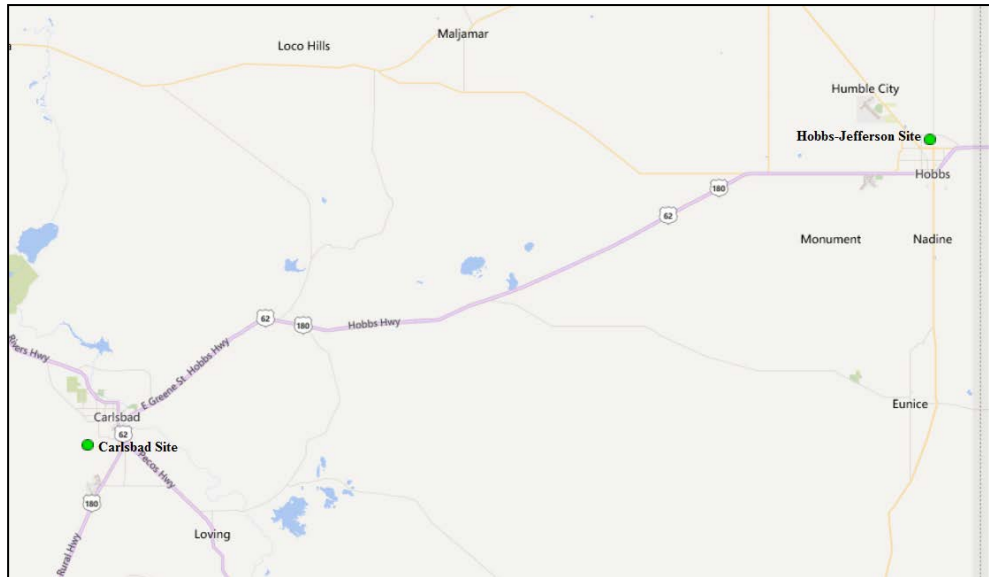 a
Loco Hills
Maljamar
Humble City
Hobbs-Jefferson Site
Hobbs
180
62
Monument
Nadine
62
180
Hobbs Hwy
E Greene St
Hobbs Hwy
Rivers Hwy
Carlsbad
62
Carlsbad Site
Pecos Hwy
Eunice
180
Rural Hwy
Loving